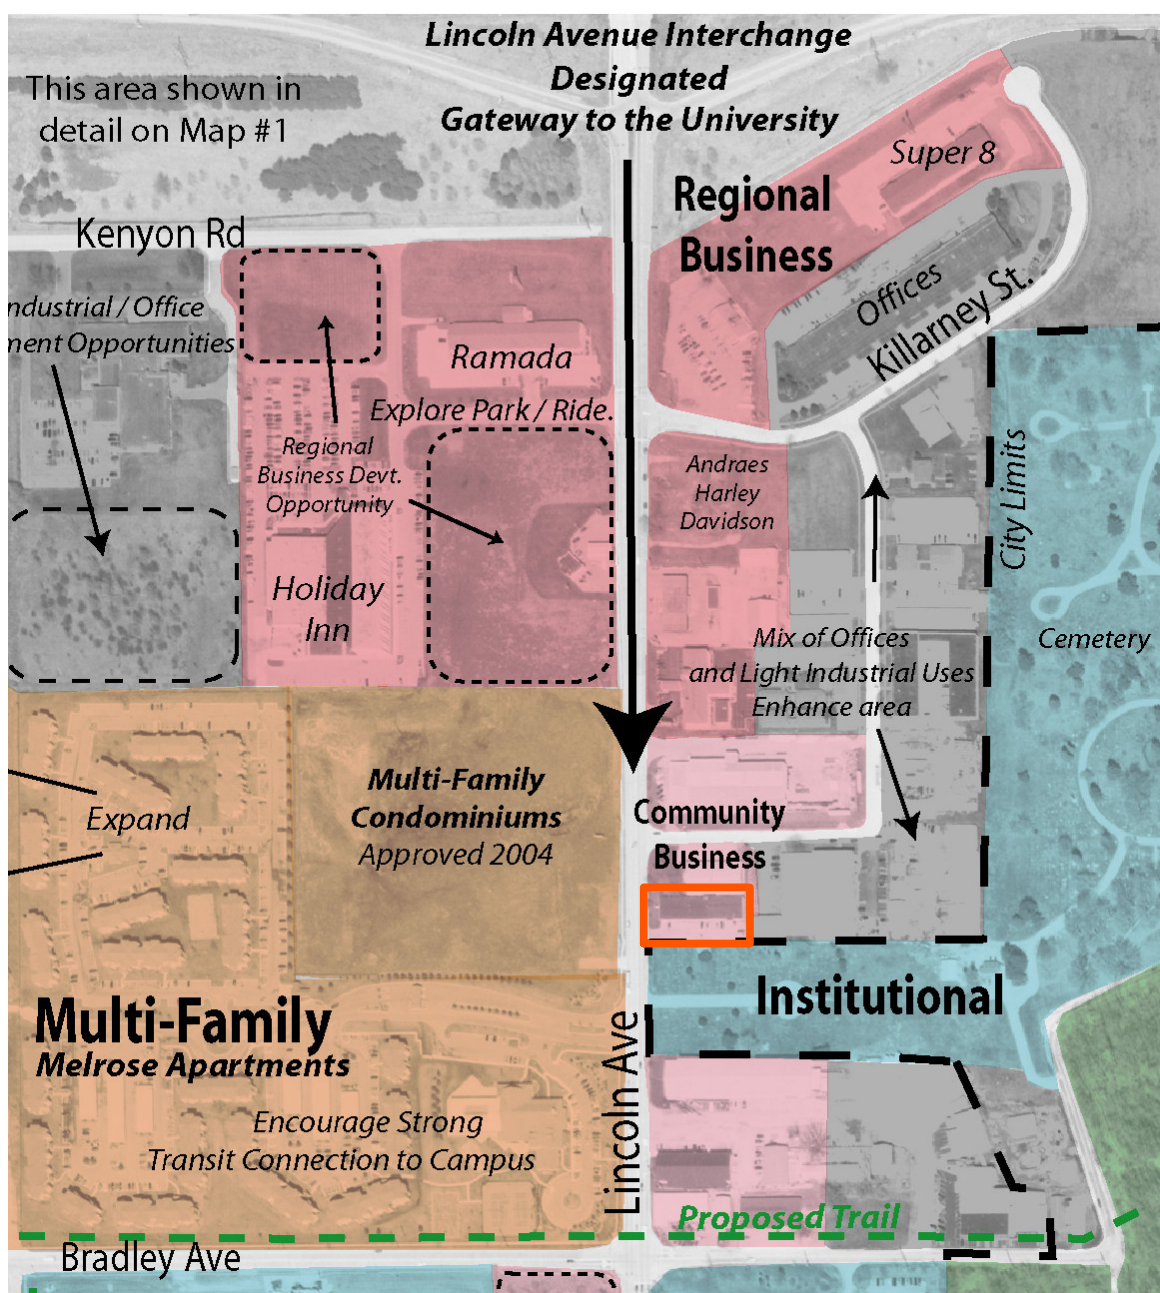 Lincoln Avenue Interchange
Designated
Gateway to the University
This area shown in
detail on Map #1
Super 8
Regional
Business
Kenyon Rd
Offices
Killarney St.
ndustrial / Office
ment Opportunities
Ramada
Explore Park / Ride.
Regional
Business Devt.
Opportunity
Andraes
Harley
Davidson
City Limits
Holiday
Inn
Mix of Offices
and Light Industrial Uses
Enhance area
Cemetery
Multi-Family
Condominiums
Approved 2004
Expand
Community
Business
Institutional
Multi-Family
Melrose Apartments
Lincoln Ave
Encourage Strong
Transit Connection to Campus
Proposed Trail
Bradley Ave